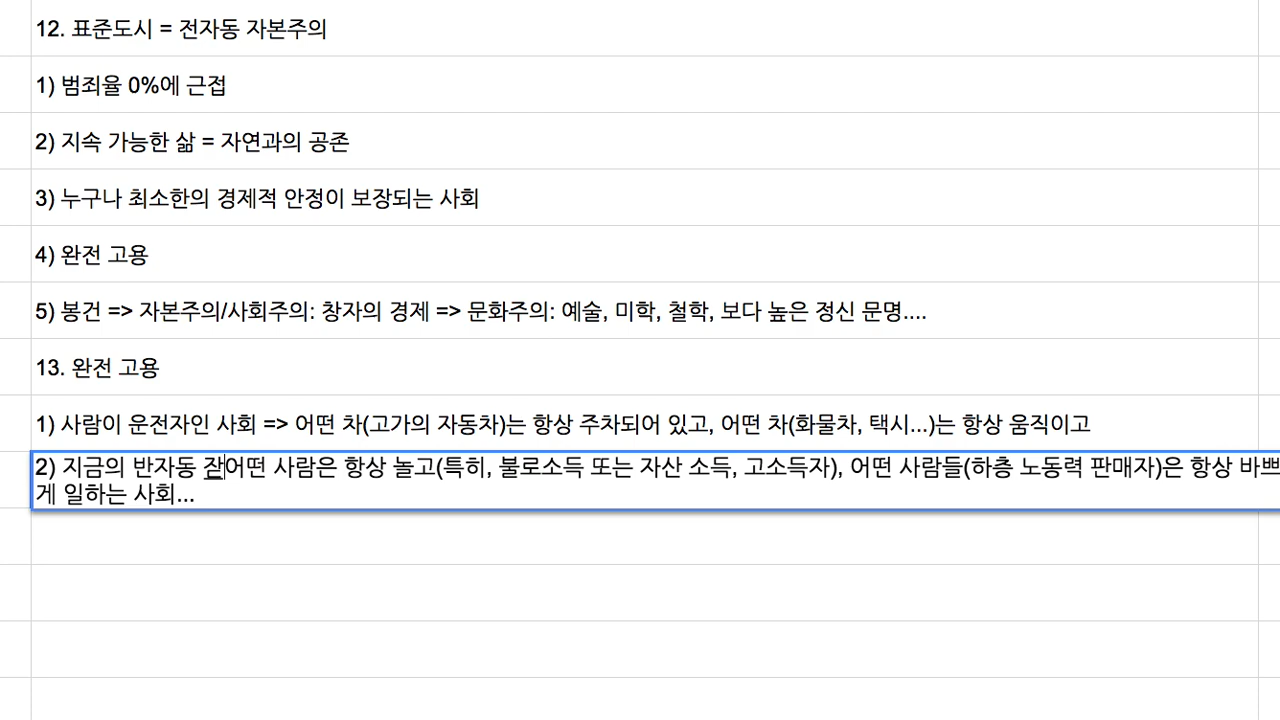 12. 표준도시 = 전자동 자본주의
1) 범죄율 0%에 근접
2) 지속 가능한 삶 = 자연과의 공존
3) 누구나 최소한의 경제적 안정이 보장되는 사회
4) 완전 고용
5) 봉건 => 자본주의/사회주의: 창자의 경제 => 문화주의: 예술, 미학, 철학, 보다 높은 정신 문명....
13. 완전 고용
1) 사람이 운전자인 사회 => 어떤 차(고가의 자동차)는 항상 주차되어 있고, 어떤 차(화물차, 택시...)는 항상 움직이고
2) 지금의 반자동 잗어떤 사람은 항상 놀고(특히, 불로소득 또는 자산 소득, 고소득자), 어떤 사람들(하층 노동력 판매자)은 항상 바쁘
게 일하는 사회...